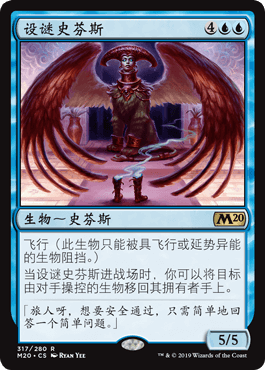 设谜史芬斯 4
生物～史芬斯 M20
飞行（此生物只能被具飞行或延势异能
的生物阻挡。）
当设谜史芬斯进战场时，你可以将目标
由对手操控的生物移回其拥有者手上。
「旅人呀，想要安全通过，只需简单地回
答一个简单问题。」
5/5
317/280 R
M20 • CS RYAN YEE
™ & © 2019 Wizards of the Coast